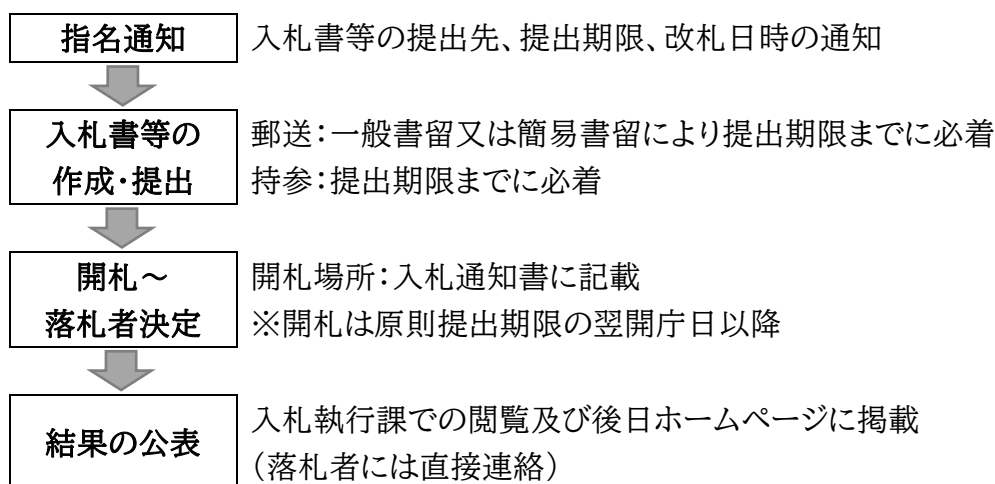 指名通知
入札書等の提出先、提出期限、改札日時の通知
入札書等の
作成・提出
郵送：一般書留又は簡易書留により提出期限までに必着
持参：提出期限までに必着
開札～
落札者決定
開札場所：入札通知書に記載
※開札は原則提出期限の翌開庁日以降
結果の公表
入札執行課での閲覧及び後日ホームページに掲載
（落札者には直接連絡）